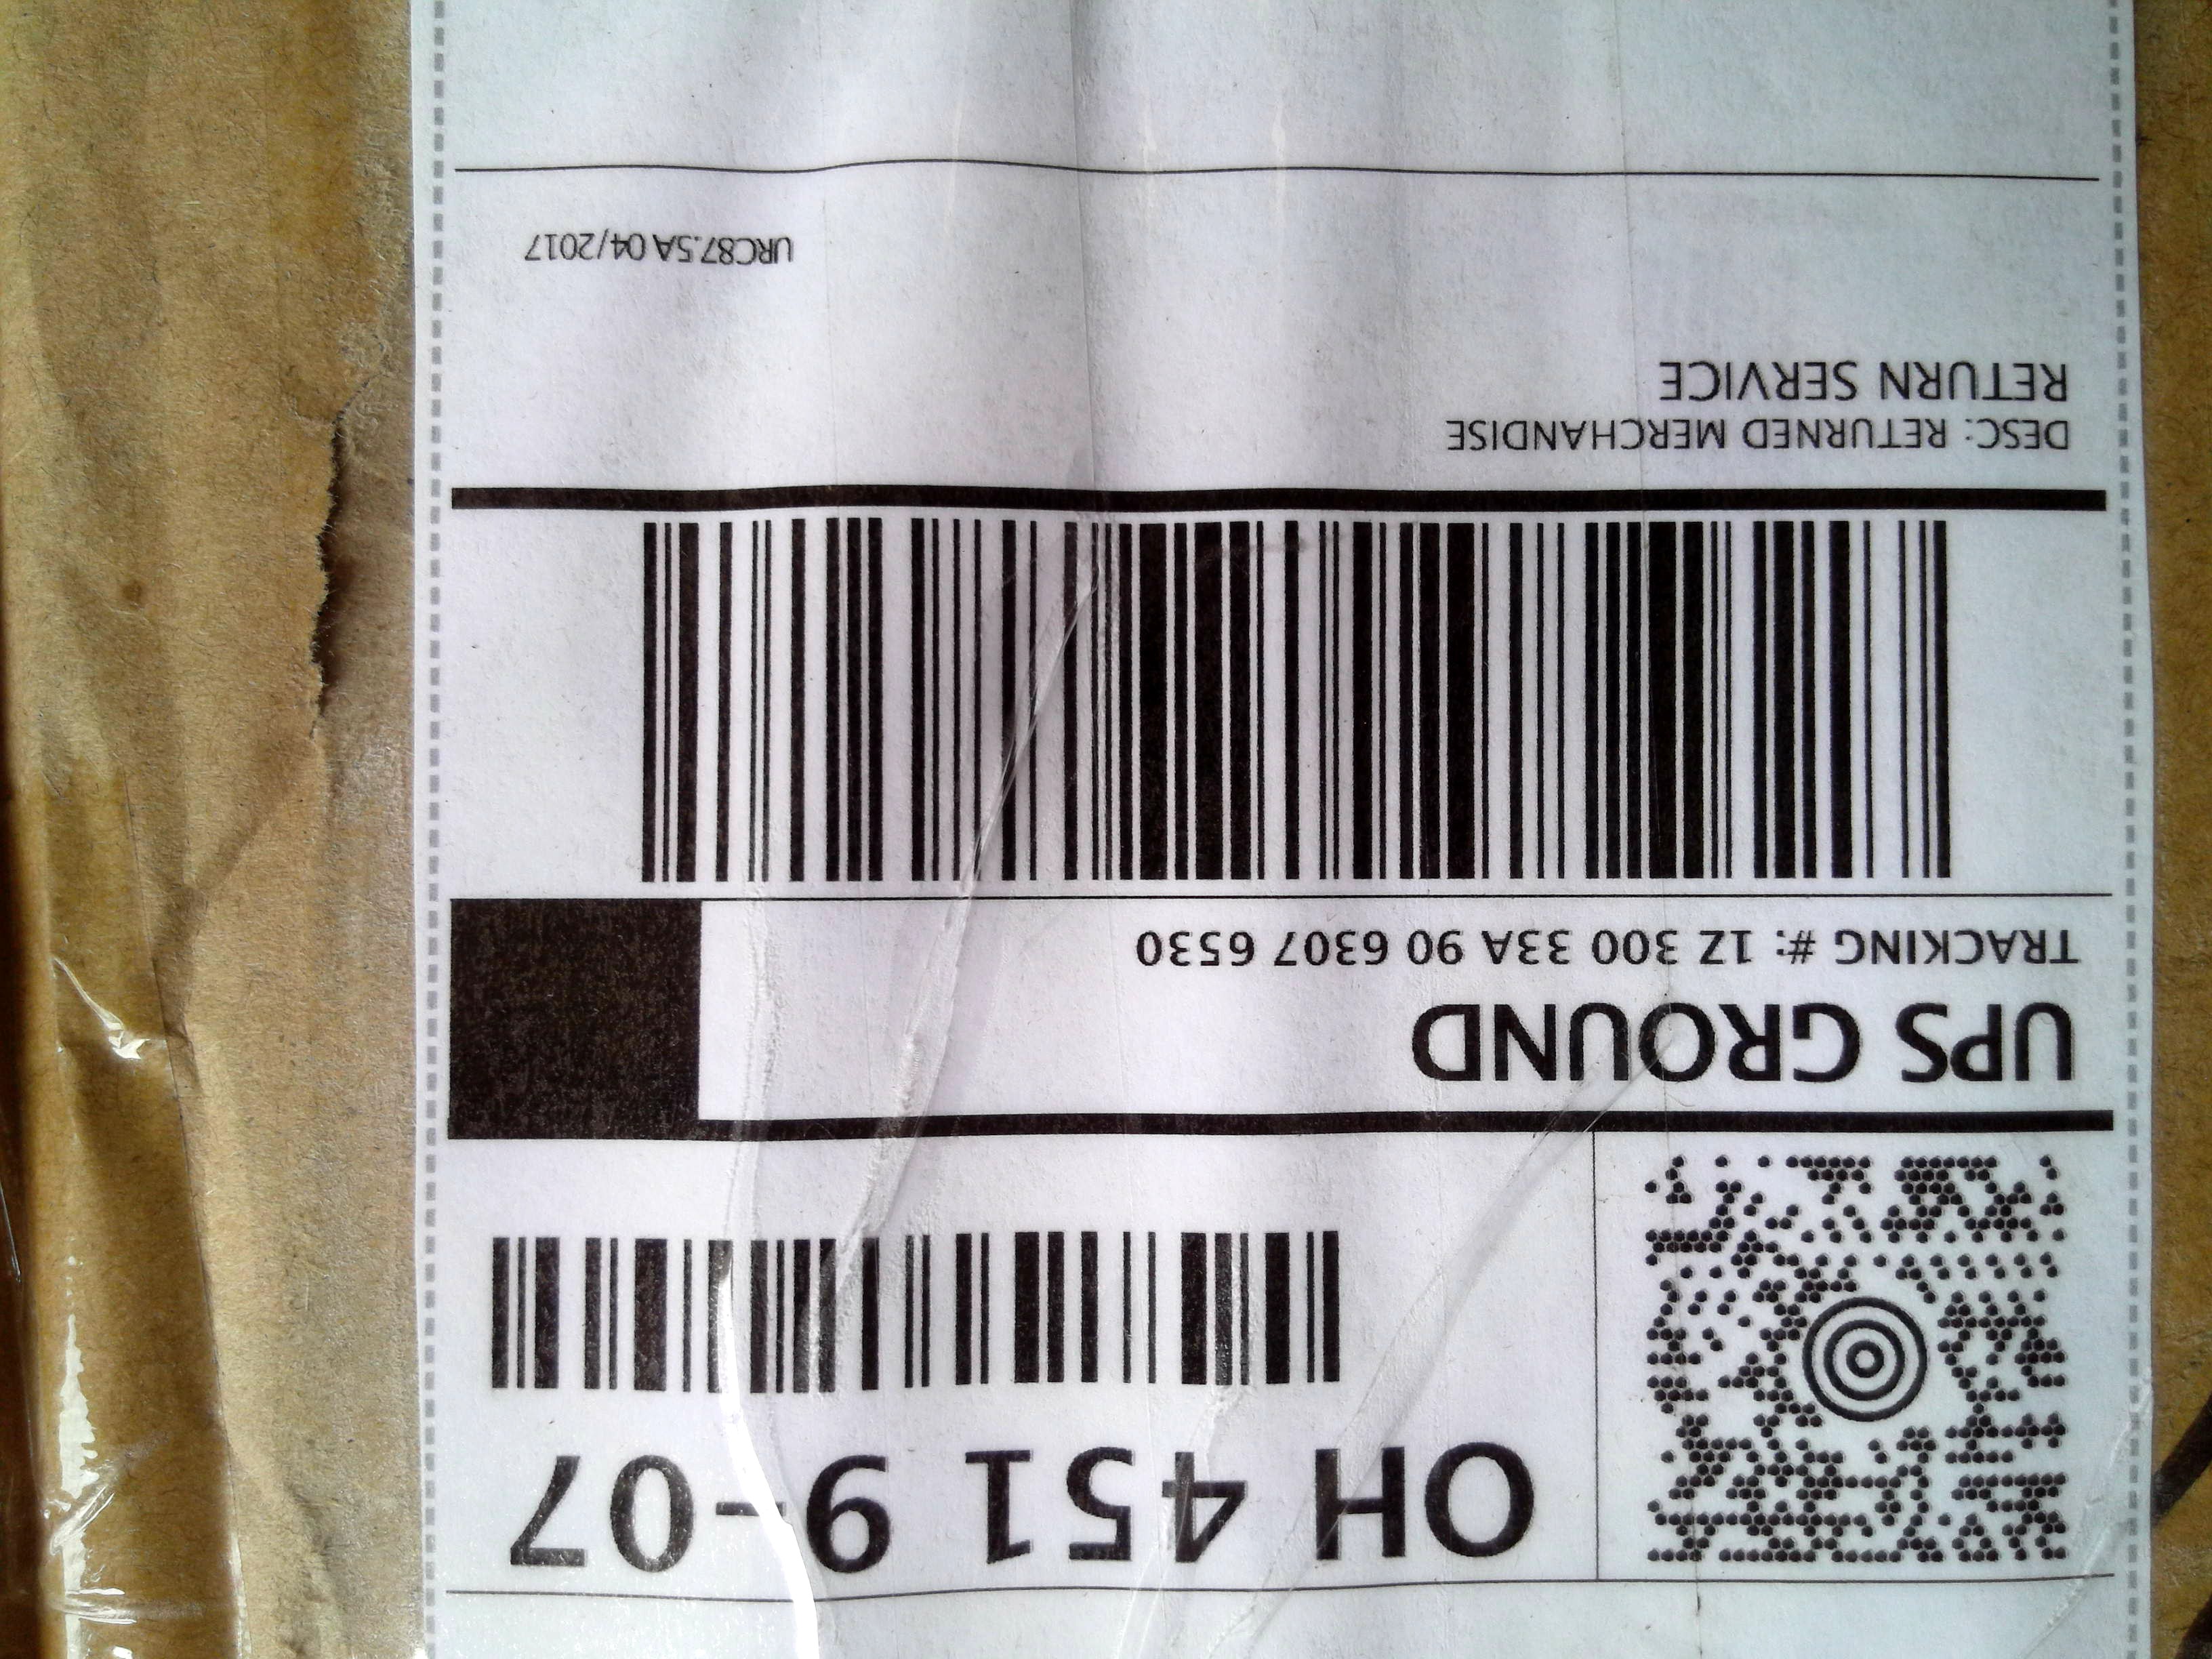 OH 451 9-07
UPS GROUND
TRACKING #: 1Z 300 33A 90 6307 6530
DESC: RETURNED MERCHANDISE
RETURN SERVICE
URC87.5A 04/2017